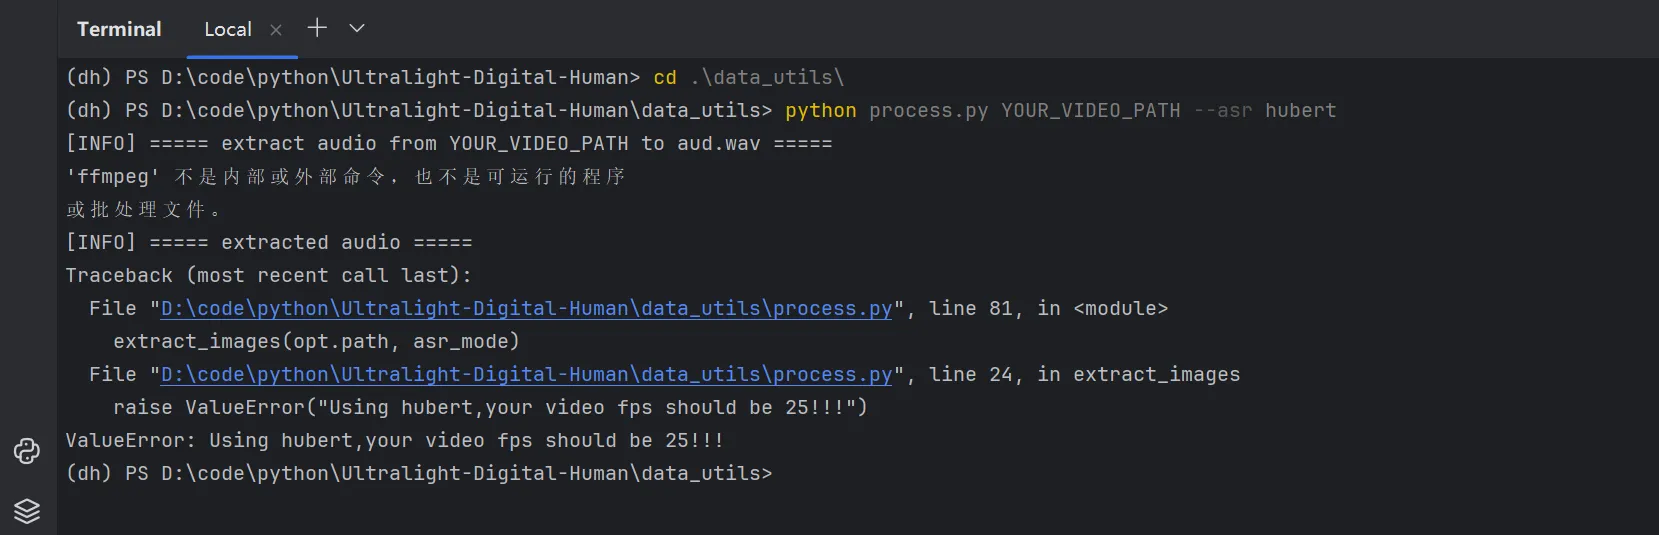 Terminal Local
(dh) PS D:\code\python\Ultralight-Digital-Human> cd .\data_utils\
(dh) PS D:\code\python\Ultralight-Digital-Human\data_utils> python process.py YOUR_VIDEO_PATH --asr hubert
[INFO] ===== extract audio from YOUR_VIDEO_PATH to aud.wav =====
'ffmpeg' 不是内部或外部命令，也不是可运行的程序
或批处理文件。
[INFO] ===== extracted audio =====
Traceback (most recent call last):
  File "D:\code\python\Ultralight-Digital-Human\data_utils\process.py", line 81, in <module>
    extract_images(opt.path, asr_mode)
  File "D:\code\python\Ultralight-Digital-Human\data_utils\process.py", line 24, in extract_images
    raise ValueError("Using hubert,your video fps should be 25!!!")
ValueError: Using hubert,your video fps should be 25!!!
(dh) PS D:\code\python\Ultralight-Digital-Human\data_utils>